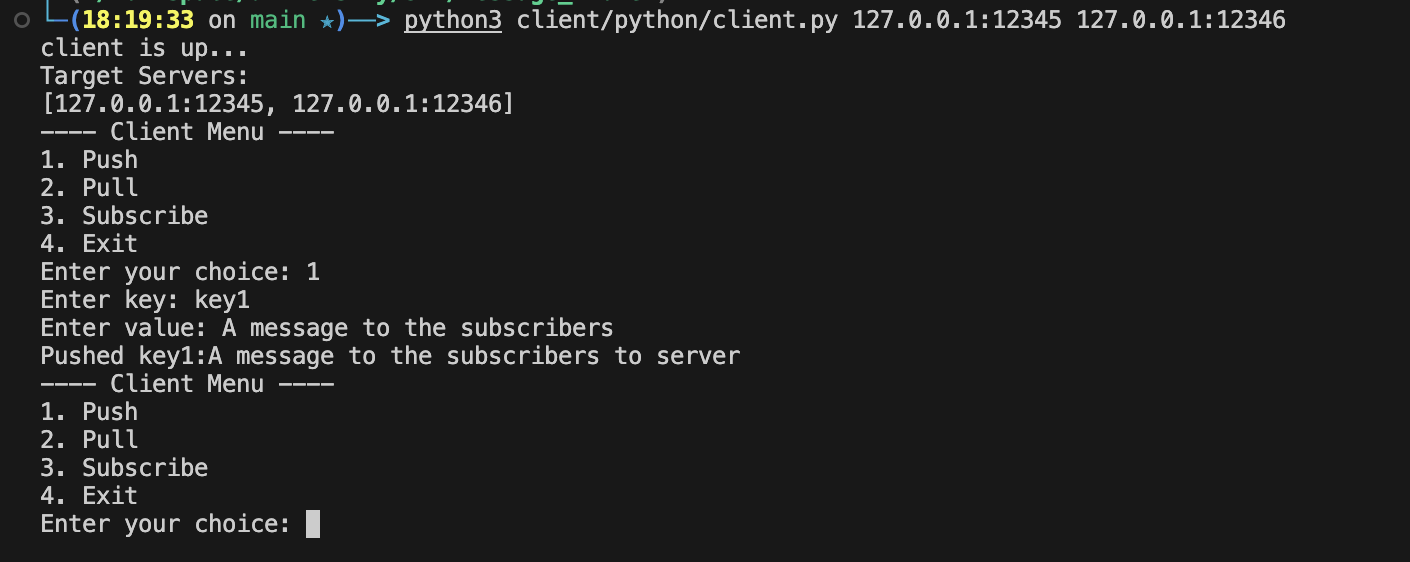 (18:19:33 on main ★)──> python3 client/python/client.py 127.0.0.1:12345 127.0.0.1:12346
client is up...
Target Servers:
[127.0.0.1:12345, 127.0.0.1:12346]
---- Client Menu ----
1. Push
2. Pull
3. Subscribe
4. Exit
Enter your choice: 1
Enter key: key1
Enter value: A message to the subscribers
Pushed key1:A message to the subscribers to server
---- Client Menu ----
1. Push
2. Pull
3. Subscribe
4. Exit
Enter your choice: